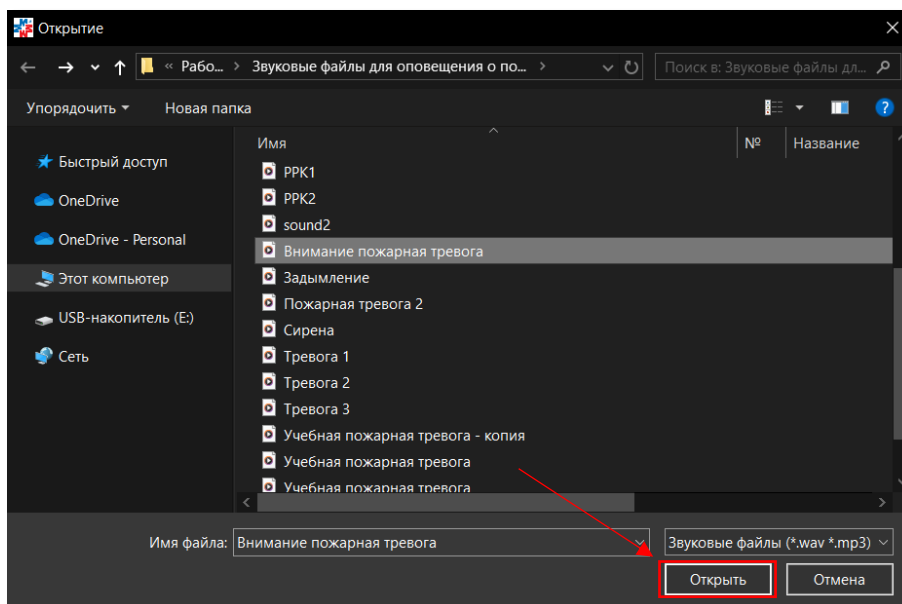 Открытие
« Рабо... > Звуковые файлы для оповещения о по... >
Поиск в: Звуковые файлы дл...
Упорядочить
Новая папка
?
Быстрый доступ
OneDrive
OneDrive - Personal
Этот компьютер
USB-накопитель (E:)
Сеть
Имя № Название
PPK1
PPK2
sound2
Внимание пожарная тревога
Задымление
Пожарная тревога 2
Сирена
Тревога 1
Тревога 2
Тревога 3
Учебная пожарная тревога - копия
Учебная пожарная тревога
Учебная пожарная тревога
Имя файла: Внимание пожарная тревога Звуковые файлы (*.wav *.mp3)
Открыть Отмена